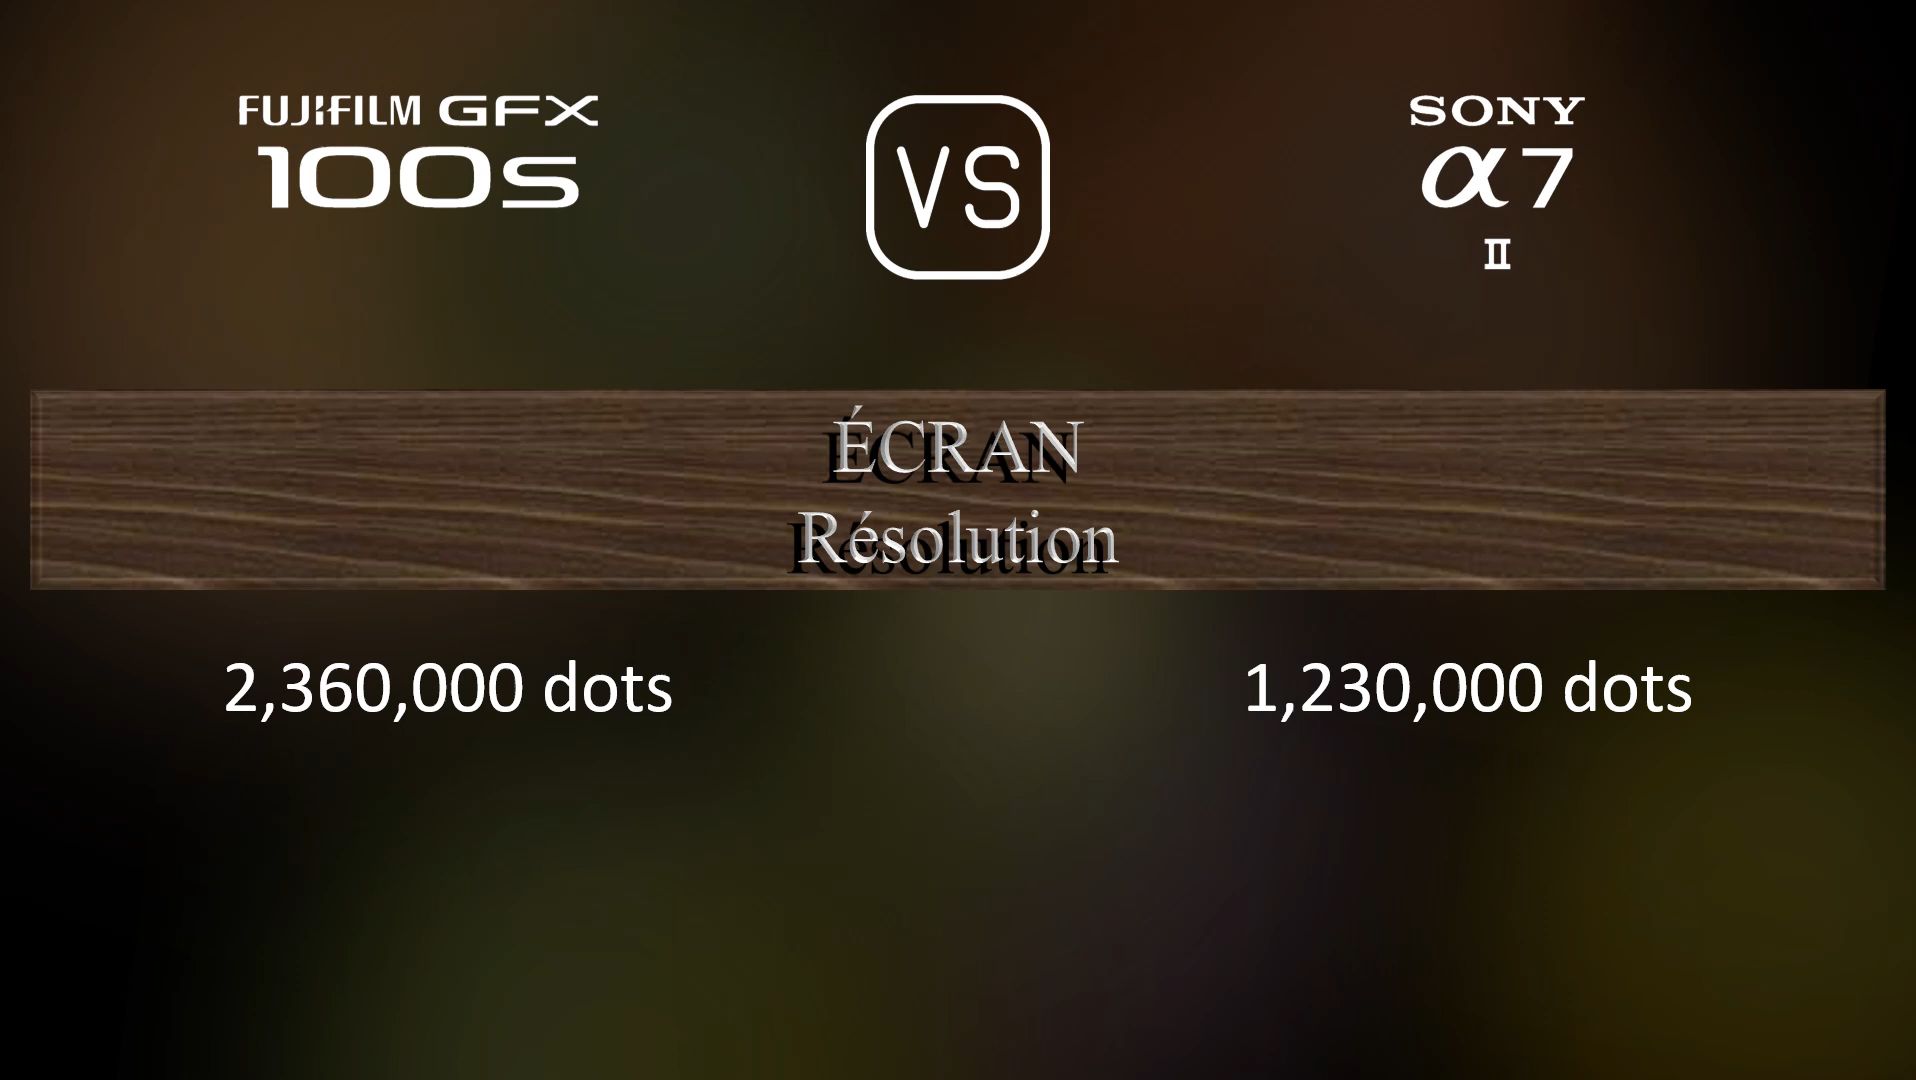 FUJIFILM GFX
100s
VS
SONY
α7
II
ÉCRAN
Résolution
2,360,000 dots
1,230,000 dots